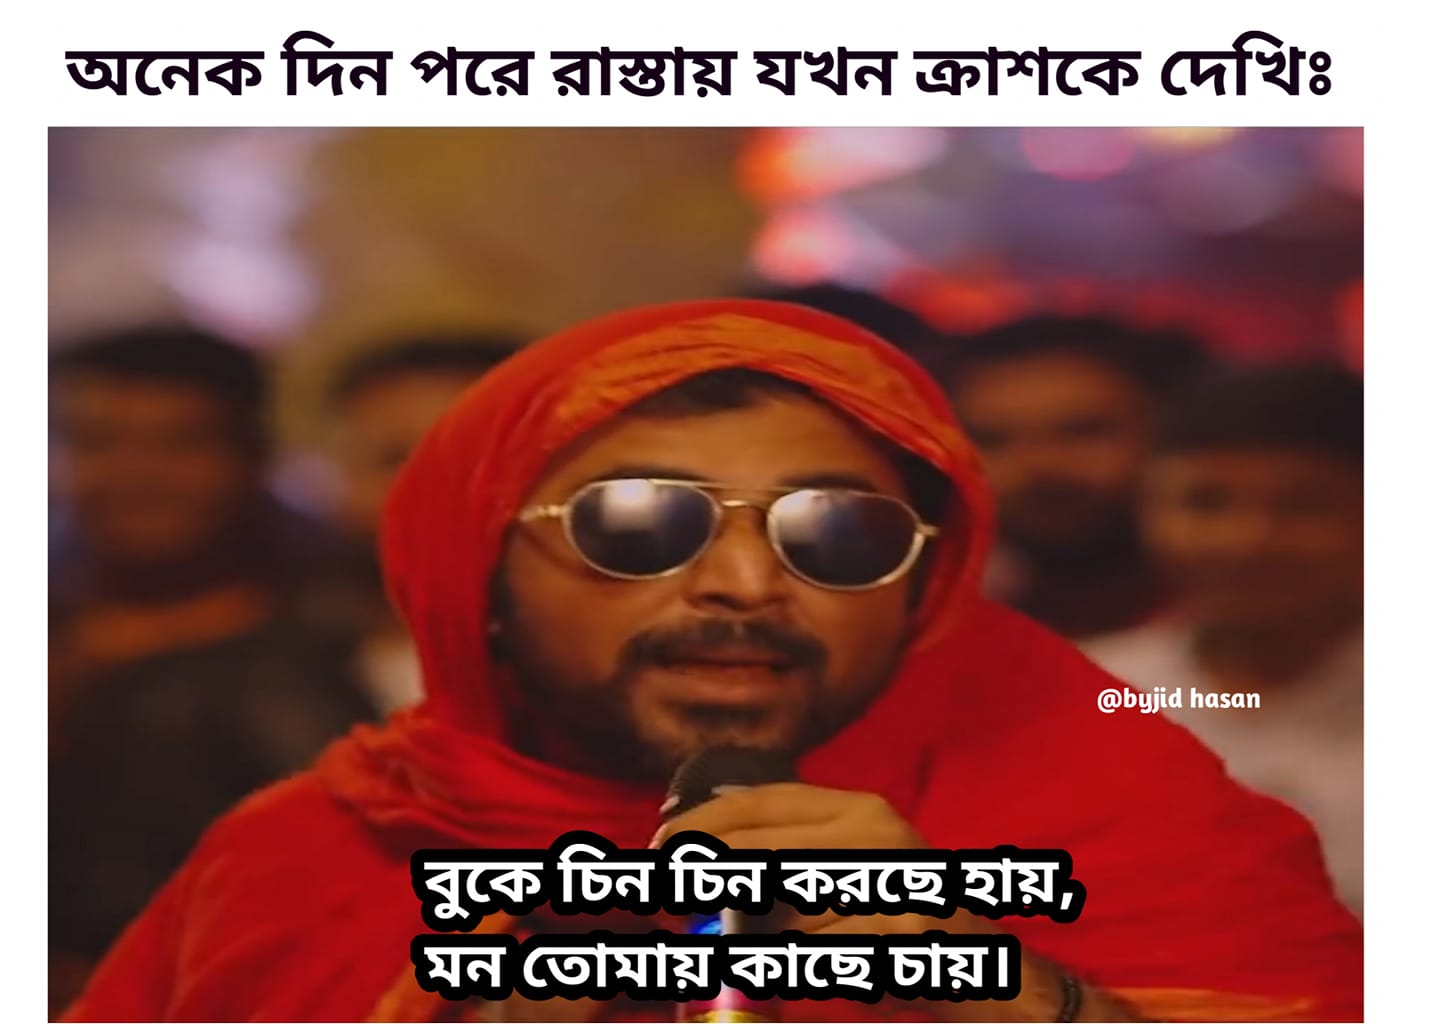 অনেক দিন পরে রাস্তায় যখন ক্রাশকে দেখিঃ
@byjid hasan
বুকে চিন চিন করছে হায়,
মন তোমায় কাছে চায়।